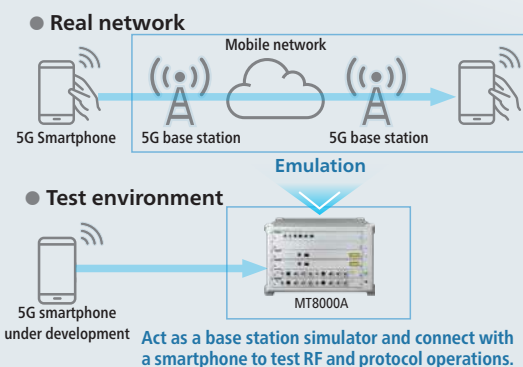 Real network
Mobile network
5G Smartphone
5G base station
5G base station
Emulation
Test environment
MT8000A
5G smartphone
under development
Act as a base station simulator and connect with
a smartphone to test RF and protocol operations.